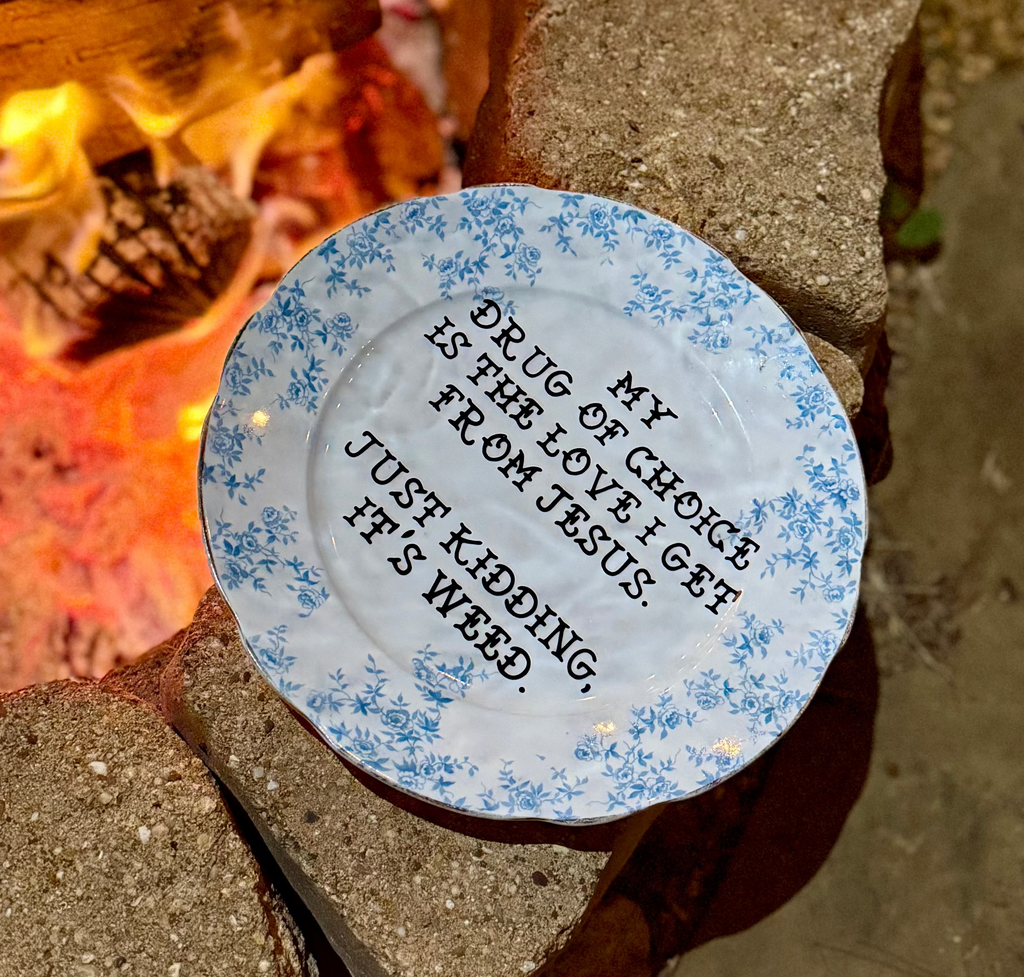 MY
DRUG OF CHOICE
IS THE LOVE I GET
FROM JESUS.
JUST KIDDING,
IT'S WEED.